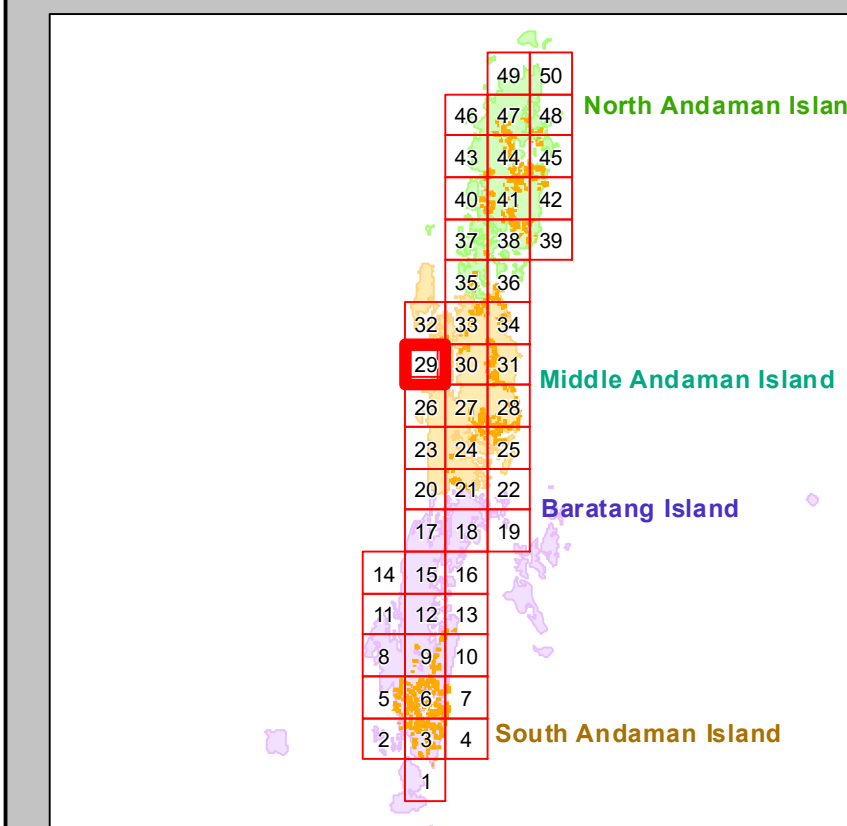 49 50
North Andaman Islan
46 47 48
43 44 45
40 41 42
37 38 39
35 36
32 33 34
29 30 31
Middle Andaman Island
26 27 28
23 24 25
20 21 22
Baratang Island
17 18 19
14 15 16
11 12 13
8 9 10
5 6 7
South Andaman Island
2 3 4
1